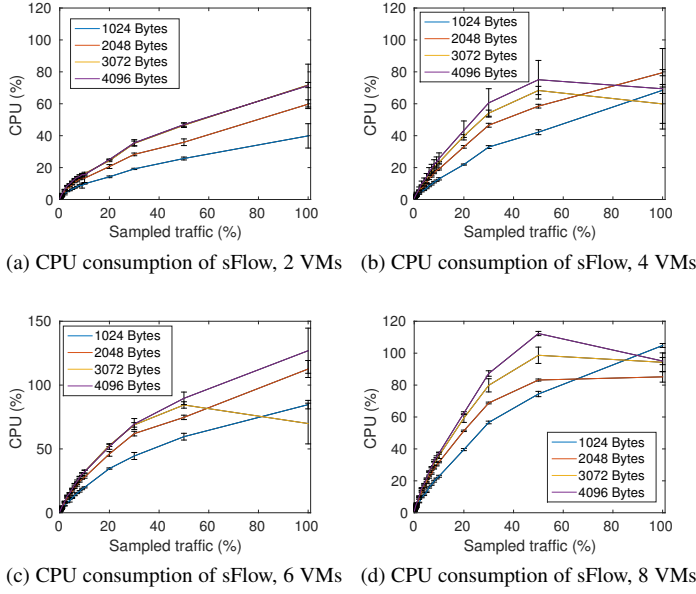 120
100
80
60
40
20
0
CPU (%)
1024 Bytes
2048 Bytes
3072 Bytes
4096 Bytes
0 20 40 60 80 100
Sampled traffic (%)
(a) CPU consumption of sFlow, 2 VMs
120
100
80
60
40
20
0
CPU (%)
1024 Bytes
2048 Bytes
3072 Bytes
4096 Bytes
0 20 40 60 80 100
Sampled traffic (%)
(b) CPU consumption of sFlow, 4 VMs
150
100
50
0
CPU (%)
1024 Bytes
2048 Bytes
3072 Bytes
4096 Bytes
0 20 40 60 80 100
Sampled traffic (%)
(c) CPU consumption of sFlow, 6 VMs
120
100
80
60
40
20
0
CPU (%)
1024 Bytes
2048 Bytes
3072 Bytes
4096 Bytes
0 20 40 60 80 100
Sampled traffic (%)
(d) CPU consumption of sFlow, 8 VMs